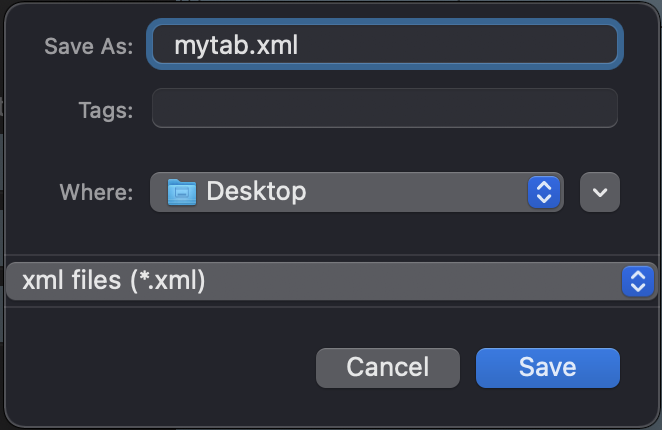 Save As: mytab.xml
Tags:
Where: Desktop
xml files (*.xml)
Cancel Save